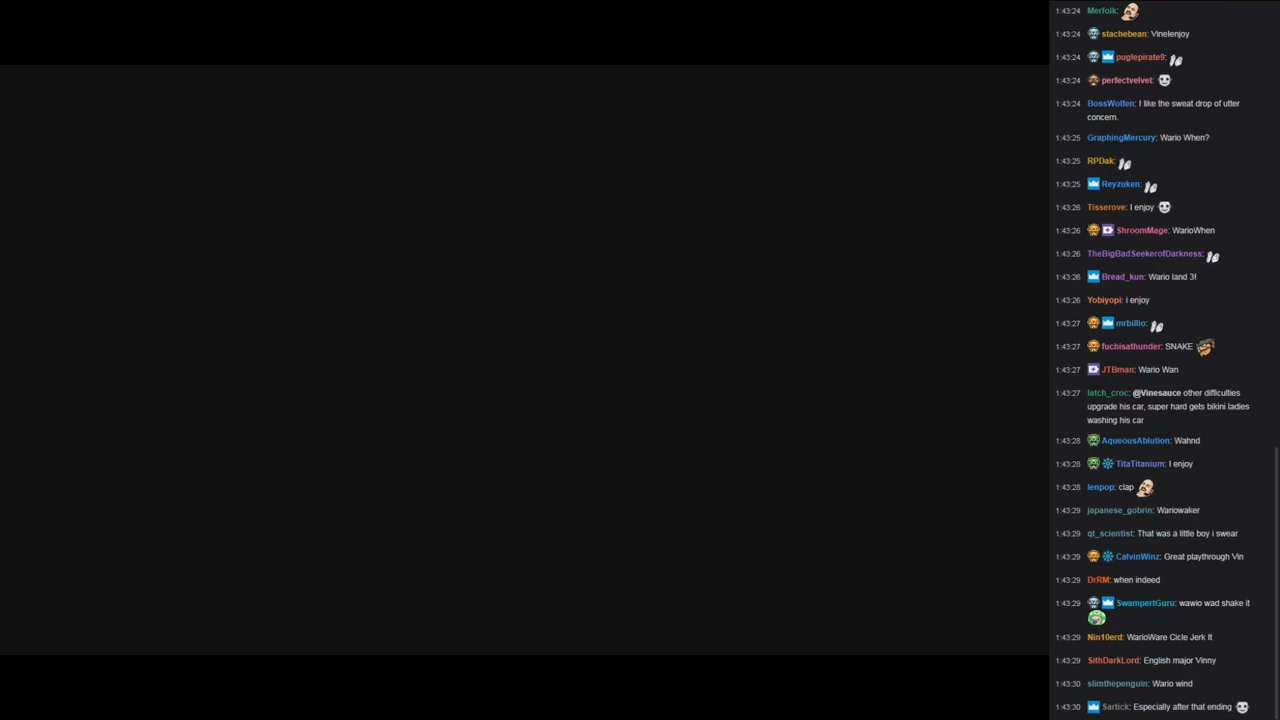 1:43:24 Merfolk:
1:43:24 stachebean: Vinelenjoy
1:43:24 puglepirate9:
1:43:24 perfectvelvet:
1:43:24 BossWolfen: I like the sweat drop of utter
concern.
1:43:25 GraphingMercury: Wario When?
1:43:25 RPDak:
1:43:25 Reyzuken:
1:43:26 Tisserove: I enjoy
1:43:26 ShroomMage: WarioWhen
1:43:26 TheBigBadSeekerofDarkness:
1:43:26 Bread_kun: Wario land 3!
1:43:26 Yobiyopi: i enjoy
1:43:27 mrbillio:
1:43:27 fuchisathunder: SNAKE
1:43:27 JTBman: Wario Wan
1:43:27 latch_croc: @Vinesauce other difficulties
upgrade his car, super hard gets bikini ladies
washing his car
1:43:28 AqueousAblution: Wahnd
1:43:28 TitaTitanium: I enjoy
1:43:28 lenpop: clap
1:43:29 japanese_gobrin: Wariowaker
1:43:29 qt_scientist: That was a little boy i swear
1:43:29 CalvinWinz: Great playthrough Vin
1:43:29 DrRM: when indeed
1:43:29 SwampertGuru: wawio wad shake it
1:43:29 Nin10erd: WarioWare Cicle Jerk It
1:43:29 SithDarkLord: English major Vinny
1:43:30 slimthepenguin: Wario wind
1:43:30 Sartick: Especially after that ending